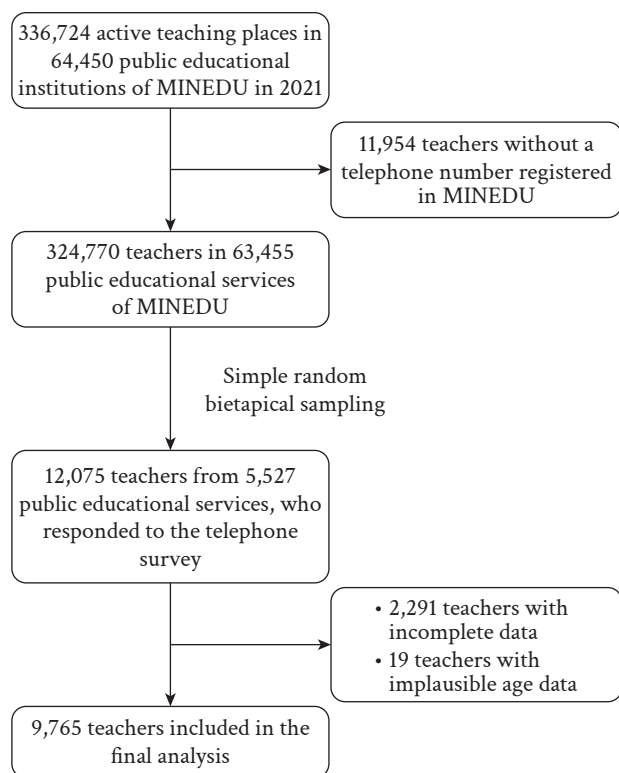 336,724 active teaching places in
64,450 public educational
institutions of MINEDU in 2021
11,954 teachers without a
telephone number registered
in MINEDU
324,770 teachers in 63,455
public educational services
of MINEDU
Simple random
bietapical sampling
12,075 teachers from 5,527
public educational services, who
responded to the telephone
survey
• 2,291 teachers with
incomplete data
• 19 teachers with
implausible age data
9,765 teachers included in the
final analysis